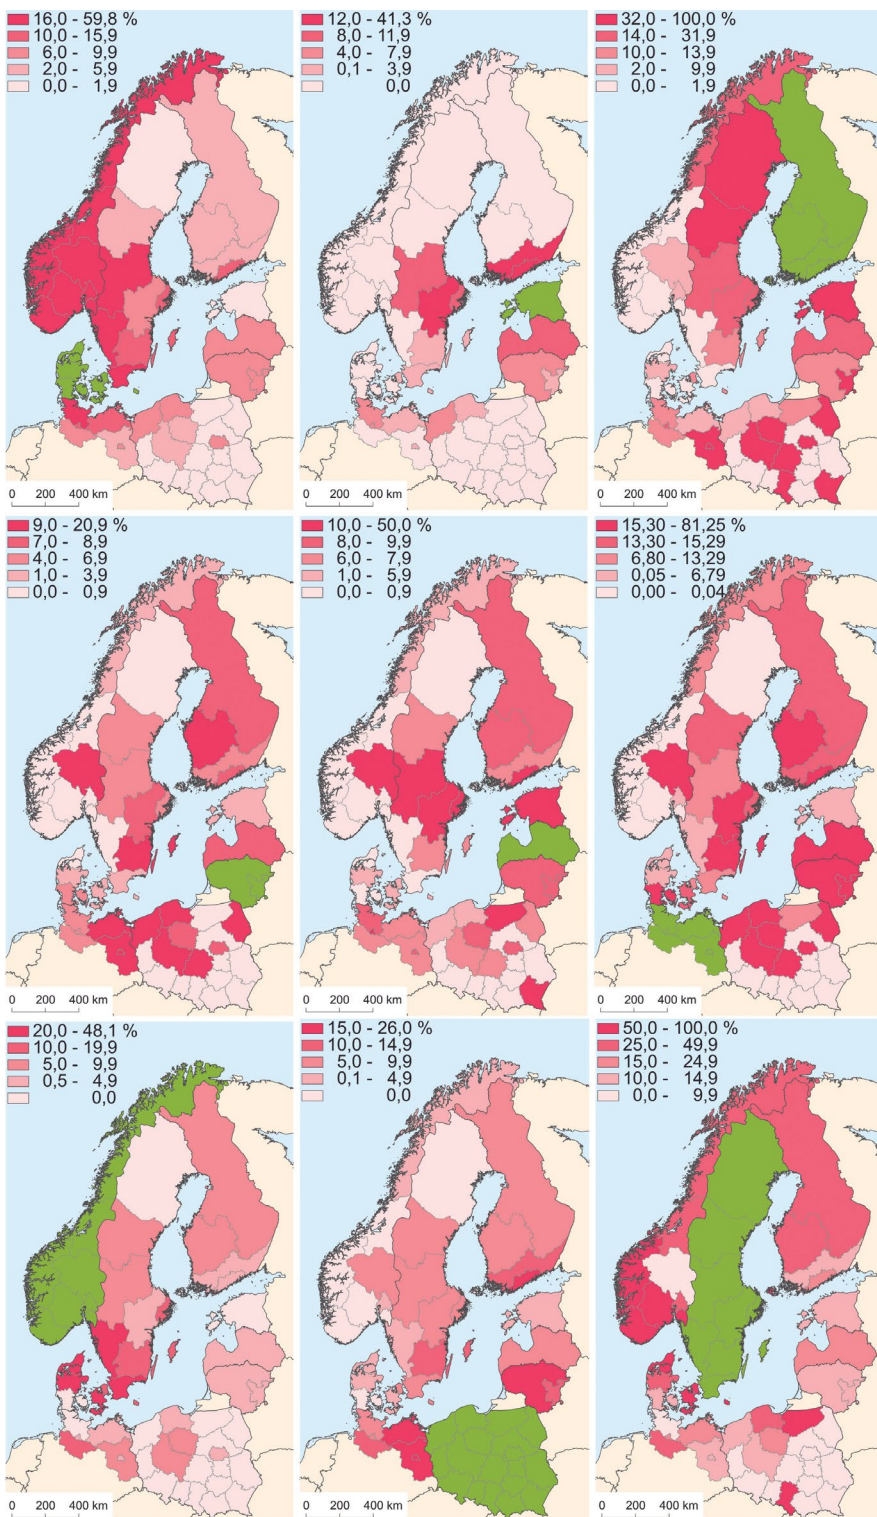 16,0 - 59,8 %
10,0 - 15,9
6,0 - 9,9
2,0 - 5,9
0,0 - 1,9
0 200 400 km
12,0 - 41,3 %
8,0 - 11,9
4,0 - 7,9
0,1 - 3,9
0,0
0 200 400 km
32,0 - 100,0 %
14,0 - 31,9
10,0 - 13,9
2,0 - 9,9
0,0 - 1,9
0 200 400 km
9,0 - 20,9 %
7,0 - 8,9
4,0 - 6,9
1,0 - 3,9
0,0 - 0,9
0 200 400 km
10,0 - 50,0 %
8,0 - 9,9
6,0 - 7,9
1,0 - 5,9
0,0 - 0,9
0 200 400 km
15,30 - 81,25 %
13,30 - 15,29
6,80 - 13,29
0,05 - 6,79
0,00 - 0,04
0 200 400 km
20,0 - 48,1 %
10,0 - 19,9
5,0 - 9,9
0,5 - 4,9
0,0
0 200 400 km
15,0 - 26,0 %
10,0 - 14,9
5,0 - 9,9
0,1 - 4,9
0,0
0 200 400 km
50,0 - 100,0 %
25,0 - 49,9
15,0 - 24,9
10,0 - 14,9
0,0 - 9,9
0 200 400 km